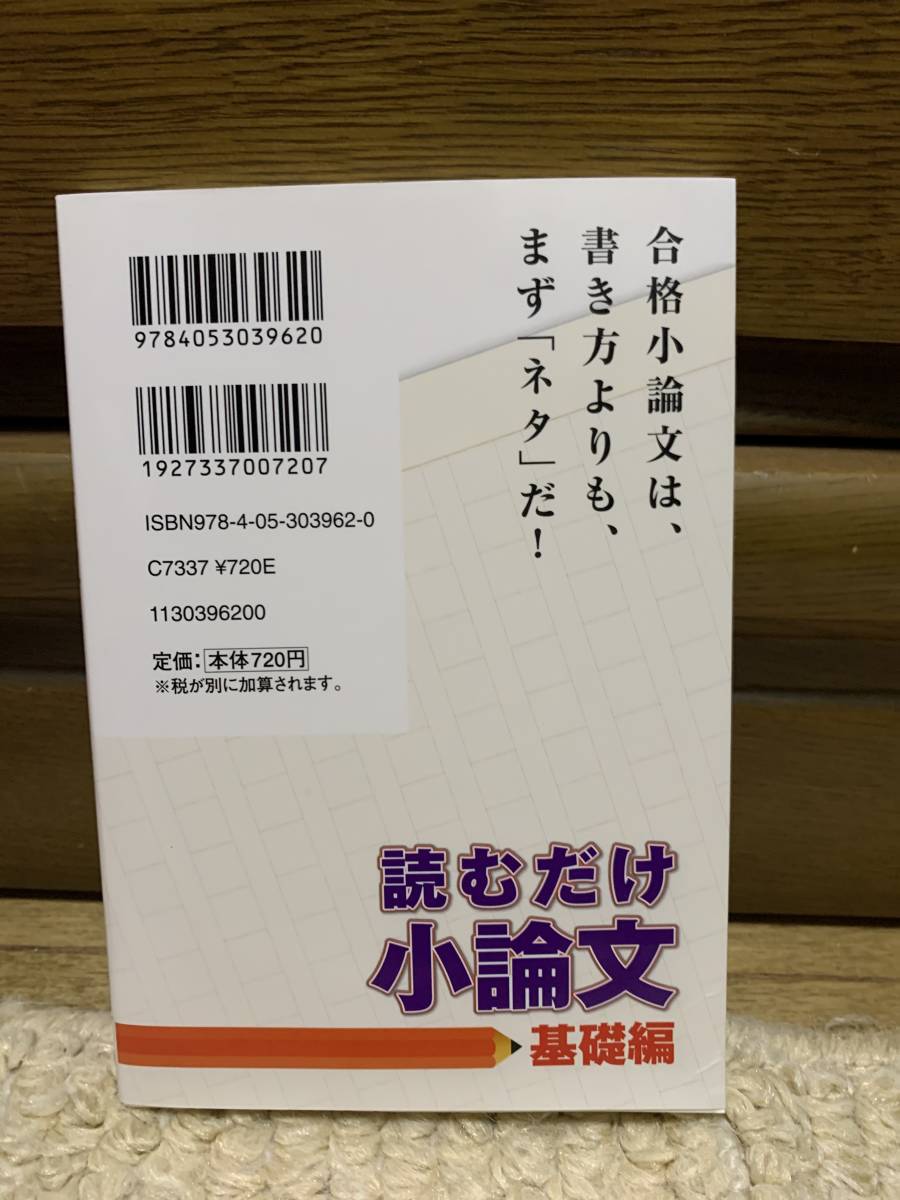 合格小論文は、
書き方よりも、
まず「ネタ」だ！
9784053039620
1927337007207
ISBN978-4-05-303962-0
C7337 ¥720E
1130396200
定価：本体720円
※税が別に加算されます。
読むだけ
小論文
基礎編